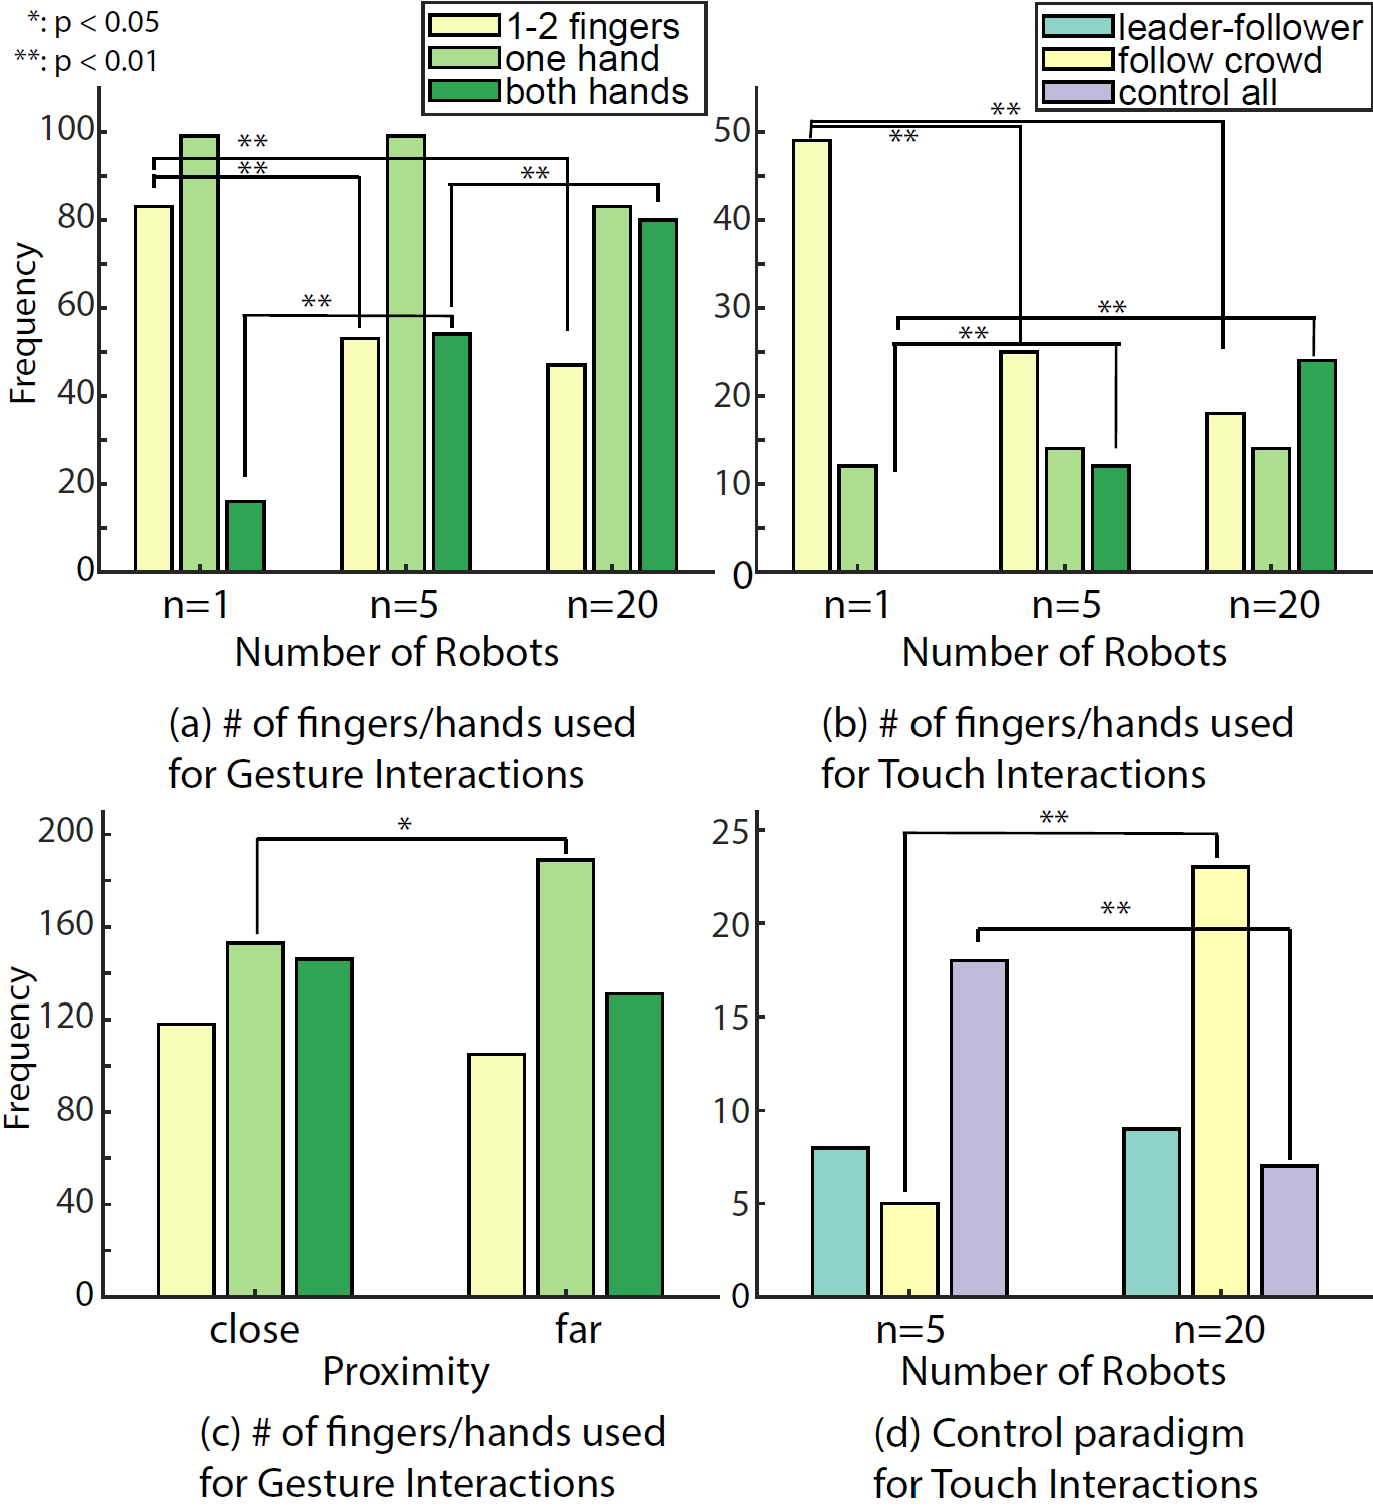 *: p < 0.05
**: p < 0.01
1-2 fingers
one hand
both hands
Frequency
100
80
60
40
20
0
**
**
**
**
n=1
n=5
n=20
Number of Robots
(a) # of fingers/hands used
for Gesture Interactions
leader-follower
follow crowd
control all
50
40
30
20
10
0
**
**
**
**
n=1
n=5
n=20
Number of Robots
(b) # of fingers/hands used
for Touch Interactions
Frequency
200
160
120
80
40
0
*
close
far
Proximity
(c) # of fingers/hands used
for Gesture Interactions
25
20
15
10
5
0
**
**
n=5
n=20
Number of Robots
(d) Control paradigm
for Touch Interactions